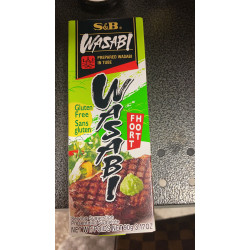 S&B
WASABI
PREPARED WASABI
IN TUBE
Gluten
Free
Sans
gluten
WASABI
FORT
HOT